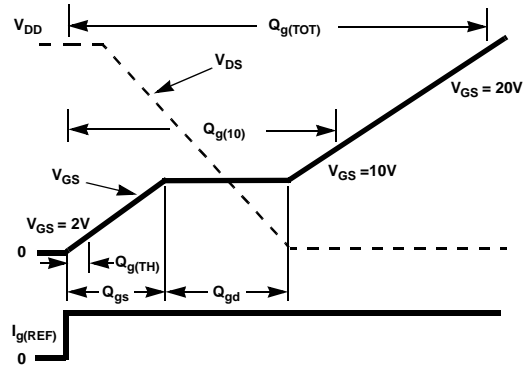 V_DD
Q_g(TOT)
V_DS
V_GS = 20V
Q_g(10)
V_GS
V_GS =10V
V_GS = 2V
0
Q_g(TH)
Q_gs
Q_gd
I_g(REF)
0